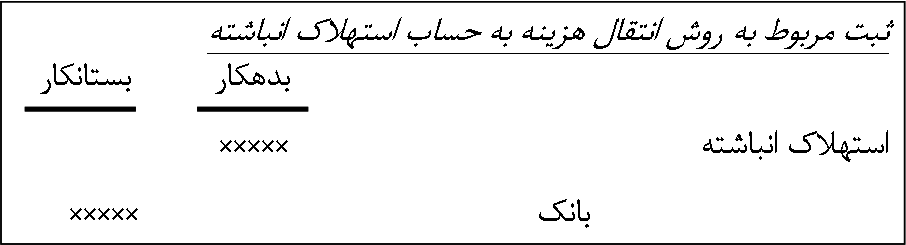 ثبت مربوط به روش انتقال هزینه به حساب استهلاک انباشته
بدهکار بستانکار
استهلاک انباشته ×××××
بانک ×××××